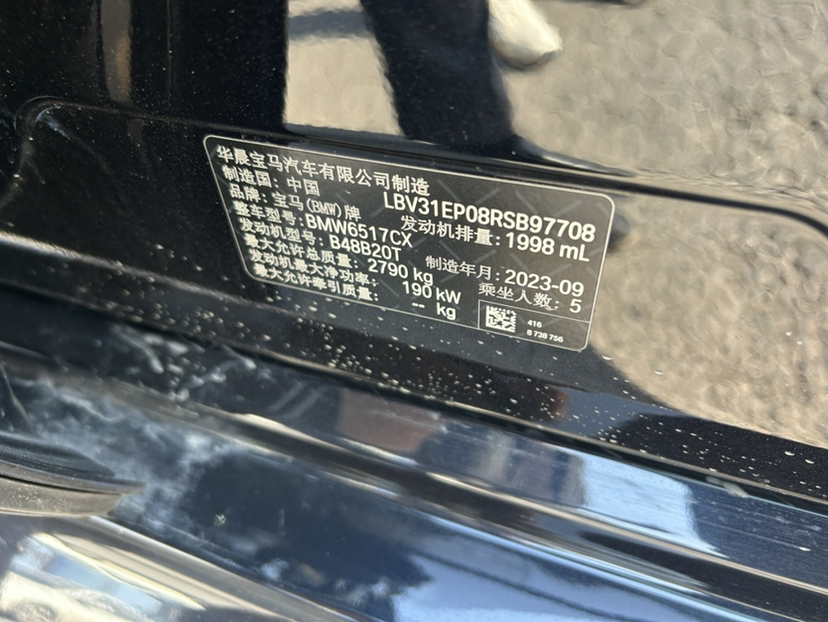 华晨宝马汽车有限公司制造
制造国：中国 LBV31EP08RSB97708
品牌：宝马(BMW)牌 发动机排量：1998 mL
整车型号：BMW6517CX
发动机型号：B48B20T 制造年月：2023-09
最大允许总质量：2790 kg 乘坐人数：5
发动机最大净功率：190 kW
最大允许牵引质量：-- kg
416
8 738 756